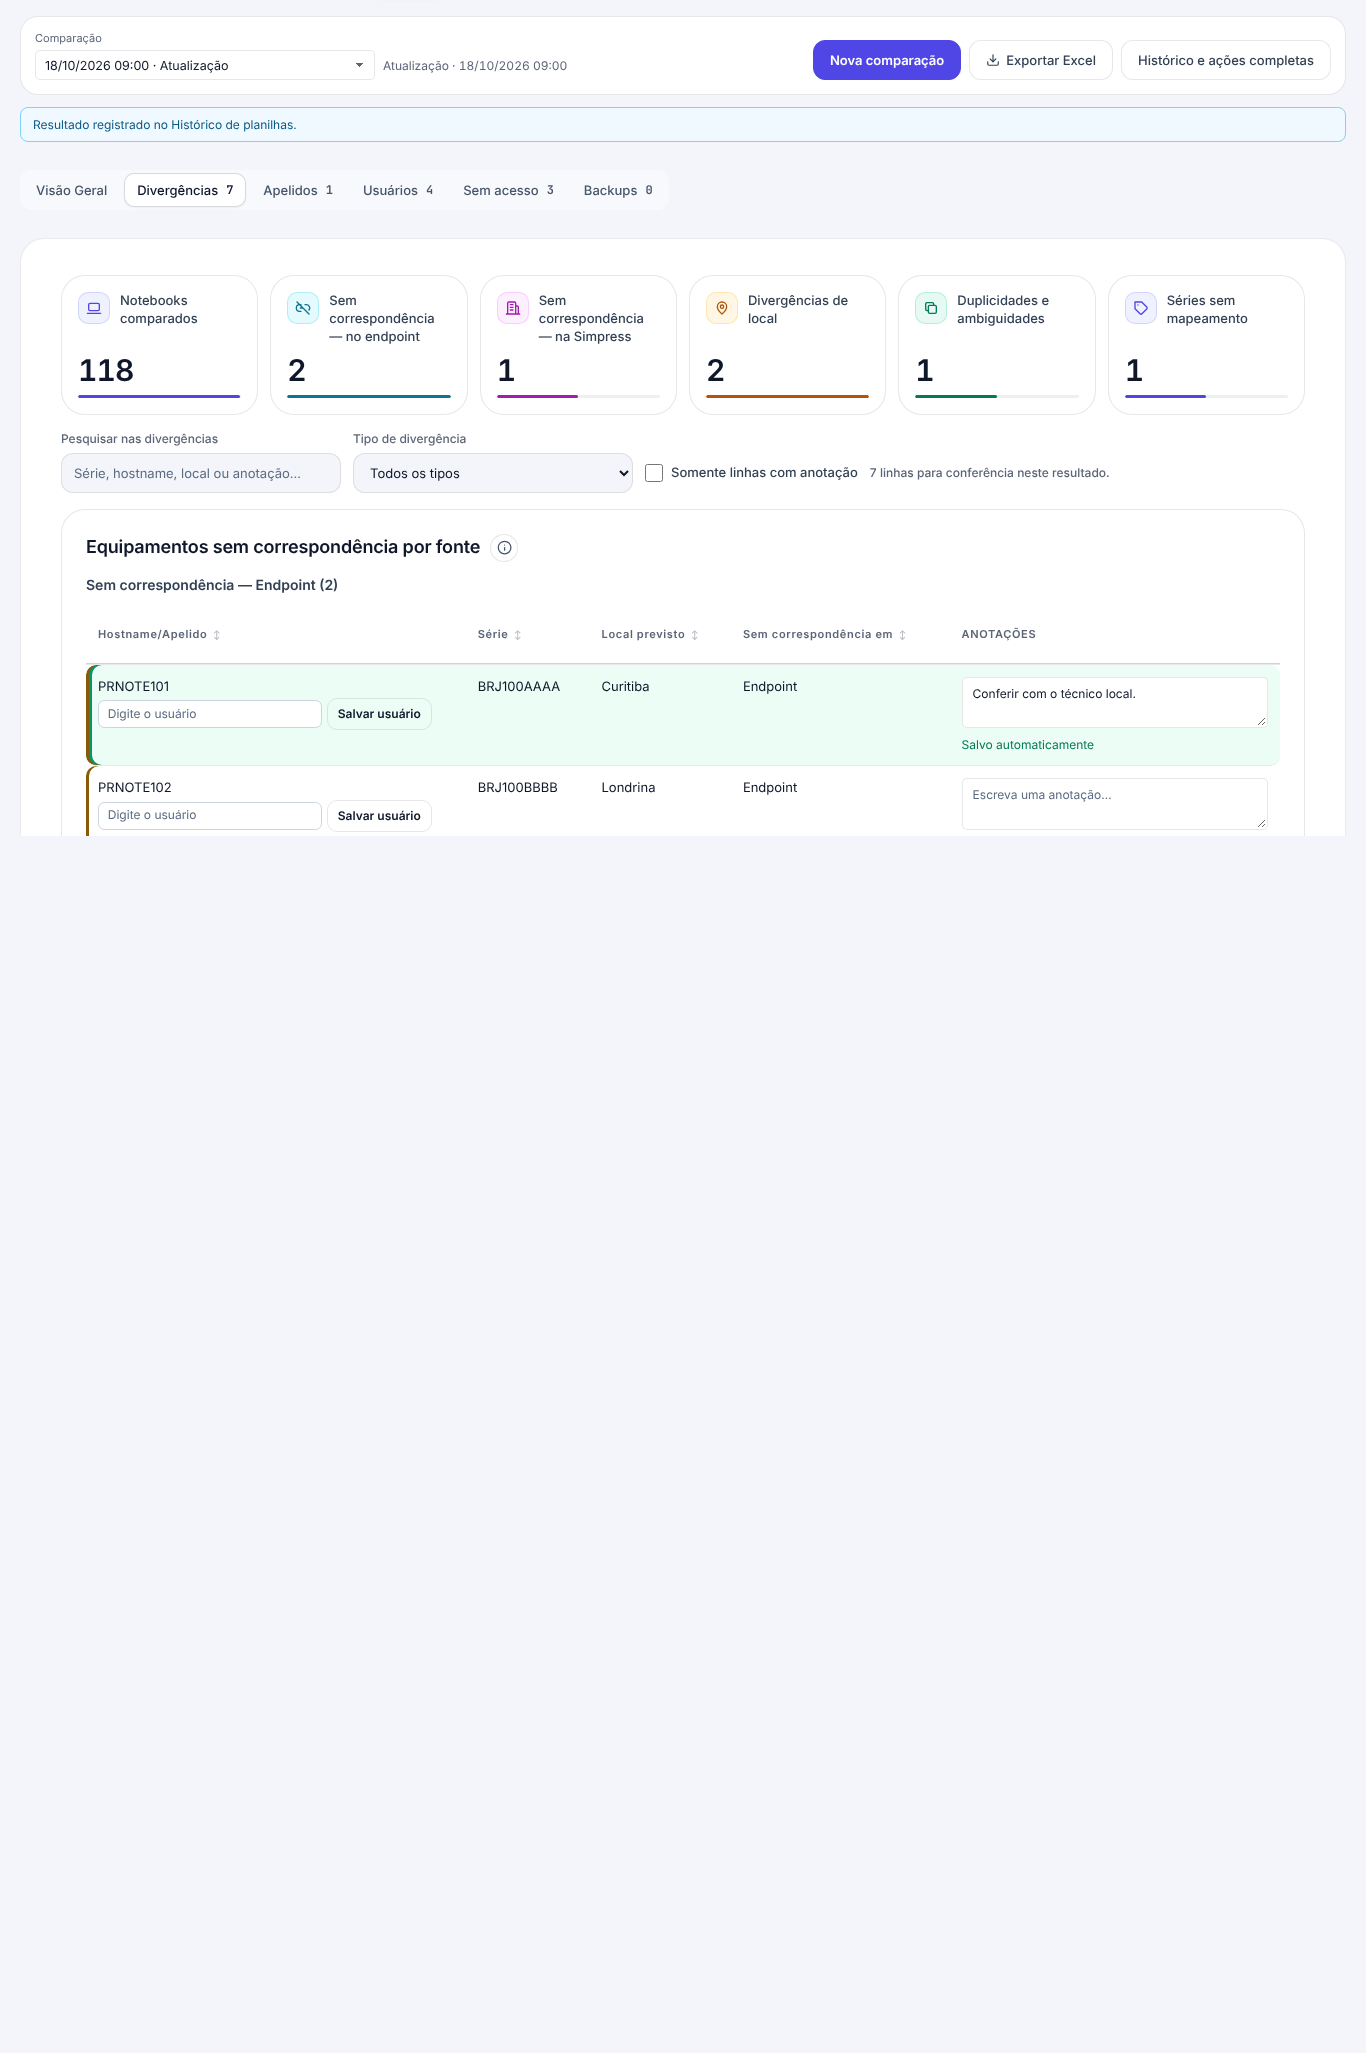 Comparação
18/10/2026 09:00 · Atualização
Atualização · 18/10/2026 09:00
Nova comparação
Exportar Excel
Histórico e ações completas
Resultado registrado no Histórico de planilhas.
Visão Geral
Divergências 7
Apelidos 1
Usuários 4
Sem acesso 3
Backups 0
Notebooks
comparados
118
Sem
correspondência
— no endpoint
2
Sem
correspondência
— na Simpress
1
Divergências de
local
2
Duplicidades e
ambiguidades
1
Séries sem
mapeamento
1
Pesquisar nas divergências
Série, hostname, local ou anotação...
Tipo de divergência
Todos os tipos
Somente linhas com anotação
7 linhas para conferência neste resultado.
Equipamentos sem correspondência por fonte
Sem correspondência — Endpoint (2)
Hostname/Apelido
Série
Local previsto
Sem correspondência em
ANOTAÇÕES
PRNOTE101
Digite o usuário
Salvar usuário
BRJ100AAAA
Curitiba
Endpoint
Conferir com o técnico local.
Salvo automaticamente
PRNOTE102
Digite o usuário
Salvar usuário
BRJ100BBBB
Londrina
Endpoint
Escreva uma anotação...